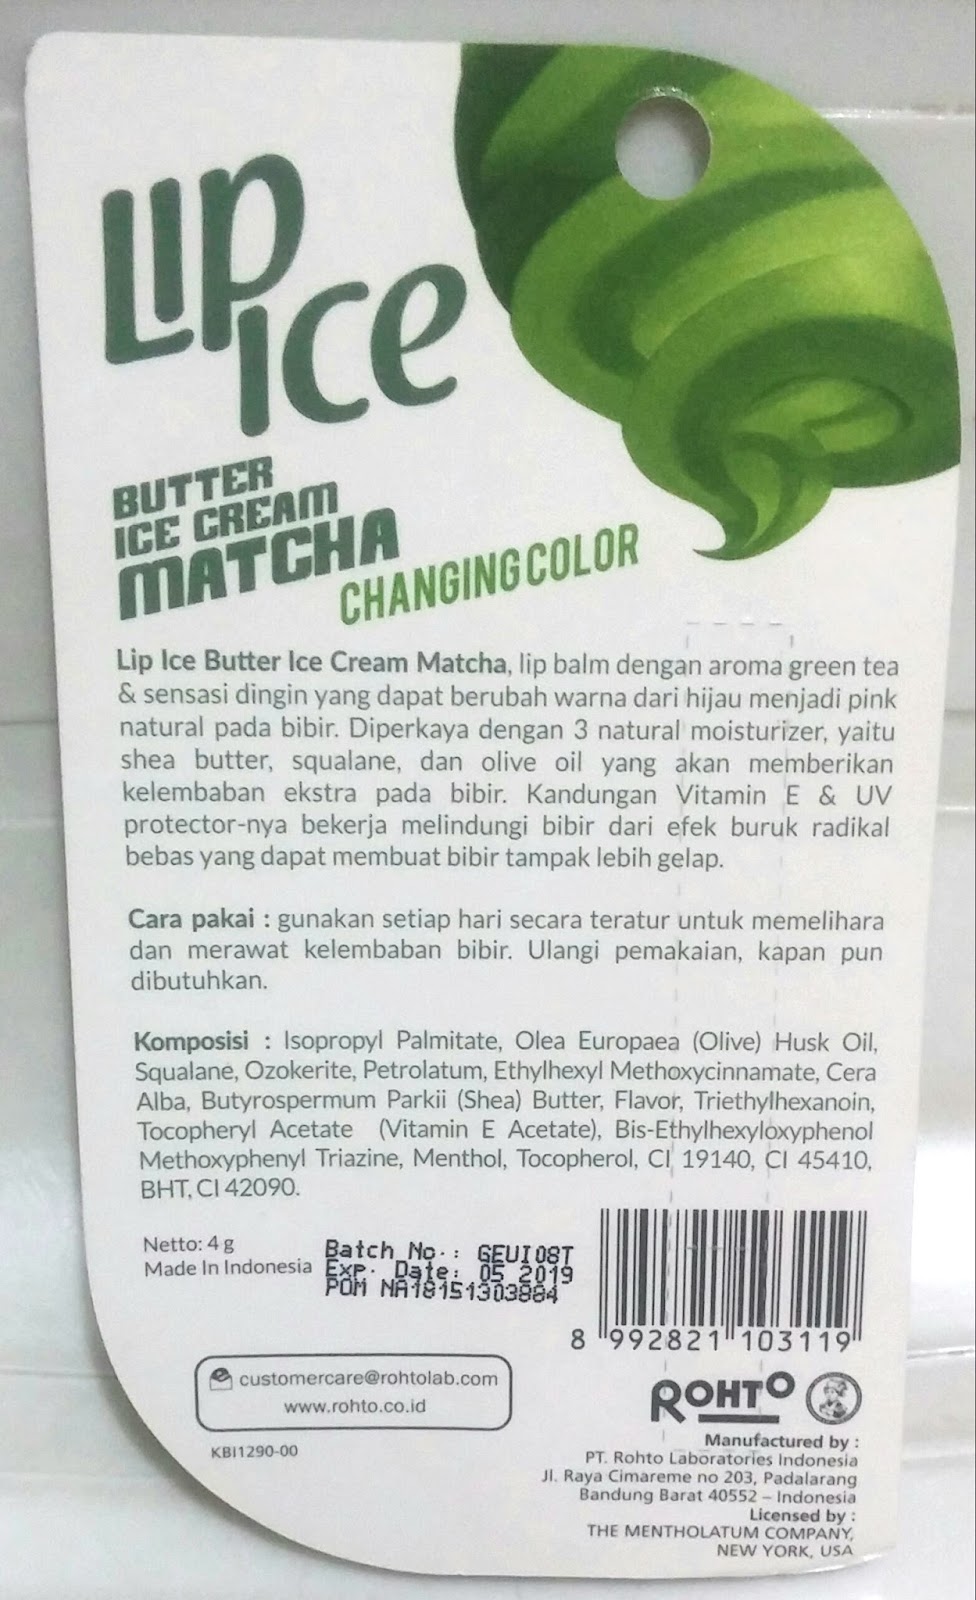 Lip
Ice
BUTTER
ICE CREAM
MATCHA
CHANGING COLOR
Lip Ice Butter Ice Cream Matcha, lip balm dengan aroma green tea
& sensasi dingin yang dapat berubah warna dari hijau menjadi pink
natural pada bibir. Diperkaya dengan 3 natural moisturizer, yaitu
shea butter, squalane, dan olive oil yang akan memberikan
kelembaban ekstra pada bibir. Kandungan Vitamin E & UV
protector-nya bekerja melindungi bibir dari efek buruk radikal
bebas yang dapat membuat bibir tampak lebih gelap.
Cara pakai : gunakan setiap hari secara teratur untuk memelihara
dan merawat kelembaban bibir. Ulangi pemakaian, kapan pun
dibutuhkan.
Komposisi : Isopropyl Palmitate, Olea Europaea (Olive) Husk Oil,
Squalane, Ozokerite, Petrolatum, Ethylhexyl Methoxycinnamate, Cera
Alba, Butyrospermum Parkii (Shea) Butter, Flavor, Triethylhexanoin,
Tocopheryl Acetate (Vitamin E Acetate), Bis-Ethylhexyloxyphenol
Methoxyphenyl Triazine, Menthol, Tocopherol, CI 19140, CI 45410,
BHT, CI 42090.
Netto: 4 g
Made In Indonesia
Batch No. : GEUI08T
Exp. Date: 05 2019
POM NA18151303884
8 992821 103119
customercare@rohtolab.com
www.rohto.co.id
KBI1290-00
ROHTO
Manufactured by :
PT. Rohto Laboratories Indonesia
Jl. Raya Cimareme no 203, Padalarang
Bandung Barat 40552 – Indonesia
Licensed by :
THE MENTHOLATUM COMPANY,
NEW YORK, USA